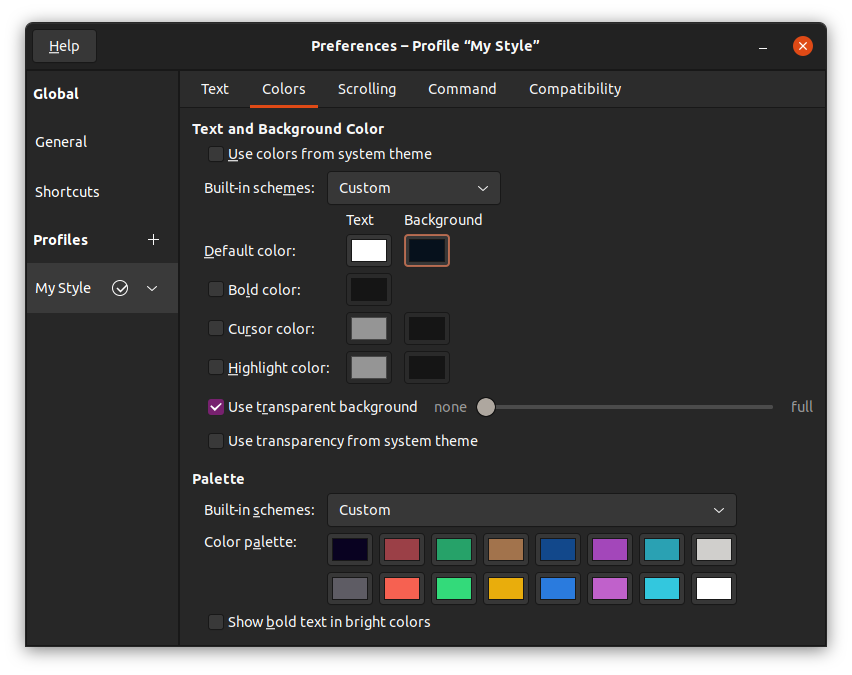 Help
Preferences – Profile “My Style”
Global
General
Shortcuts
Profiles
My Style
Text Colors Scrolling Command Compatibility
Text and Background Color
Use colors from system theme
Built-in schemes: Custom
Text Background
Default color:
Bold color:
Cursor color:
Highlight color:
Use transparent background none full
Use transparency from system theme
Palette
Built-in schemes: Custom
Color palette:
Show bold text in bright colors